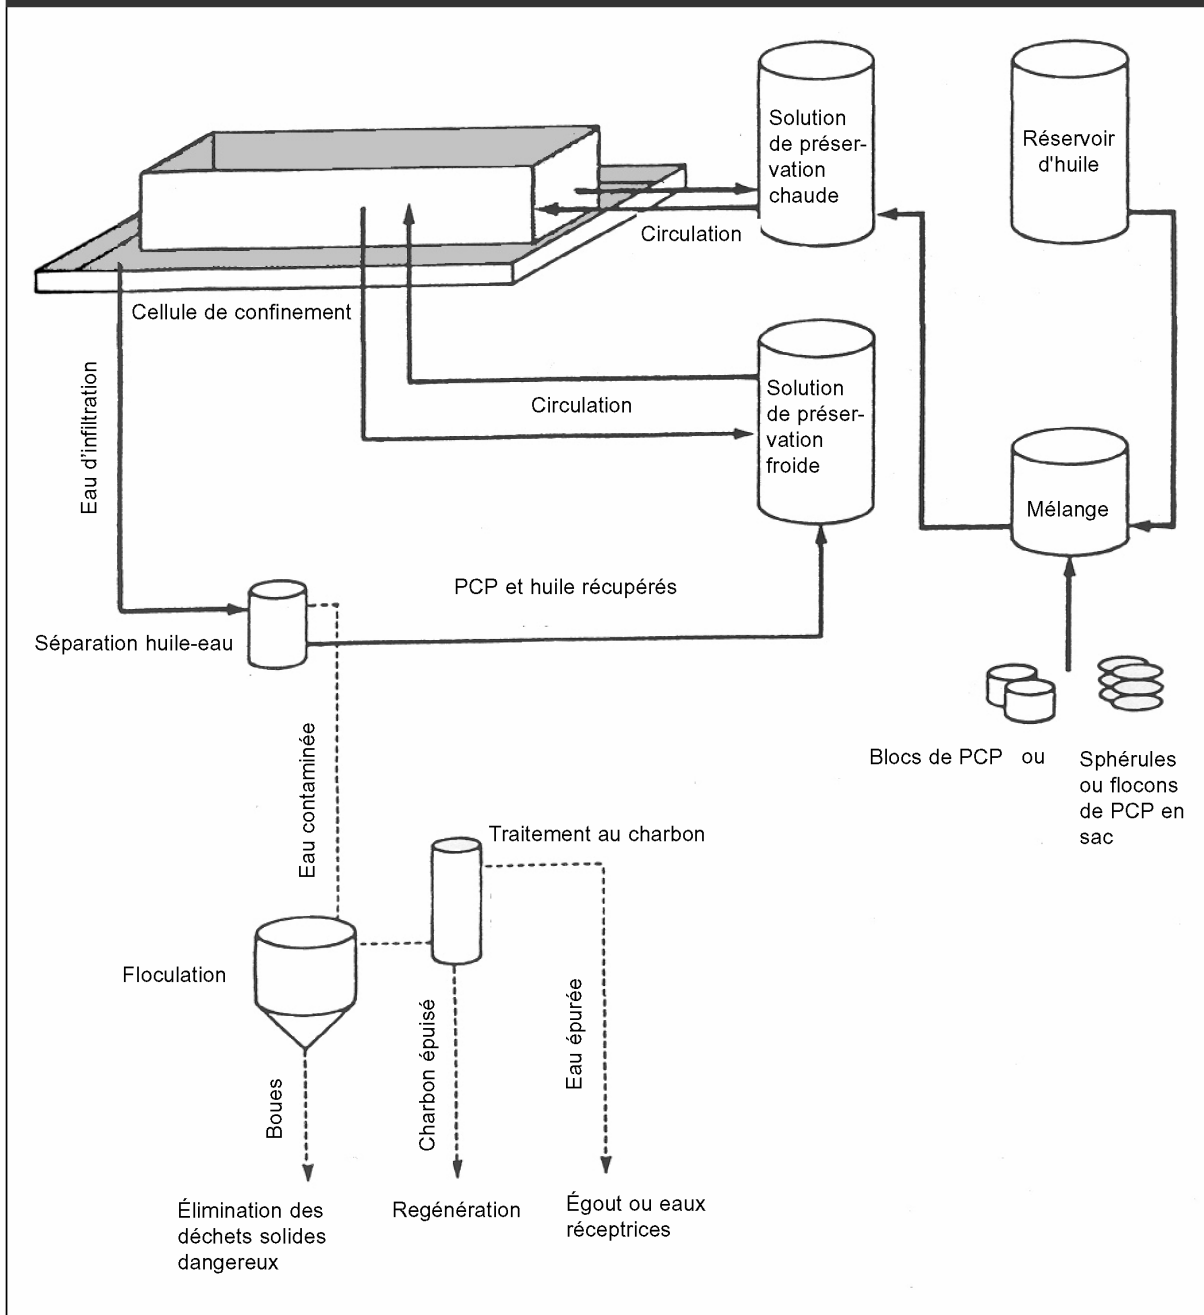 Solution
de préser-
vation
chaude
Réservoir
d'huile
Circulation
Cellule de confinement
Eau d'infiltration
Circulation
Solution
de préser-
vation
froide
Mélange
PCP et huile récupérés
Séparation huile-eau
Blocs de PCP ou
Sphérules
ou flocons
de PCP en
sac
Eau contaminée
Traitement au charbon
Floculation
Boues
Charbon épuisé
Eau épurée
Élimination des
déchets solides
dangereux
Regénération
Égout ou eaux
réceptrices